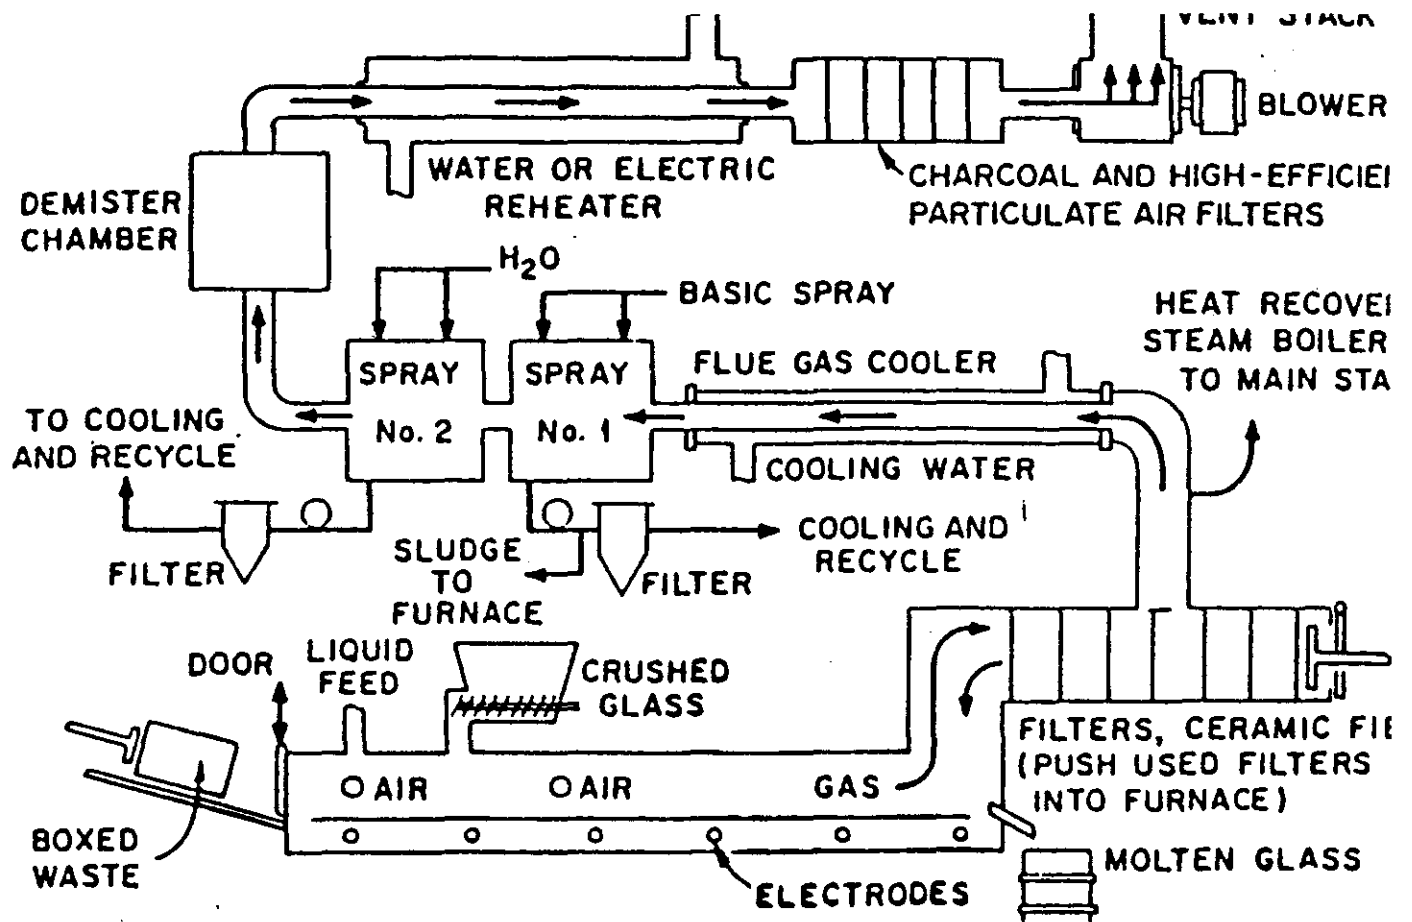 VENT STACK
BLOWER
WATER OR ELECTRIC
REHEATER
CHARCOAL AND HIGH-EFFICIE
PARTICULATE AIR FILTERS
DEMISTER
CHAMBER
H₂O
BASIC SPRAY
HEAT RECOVE
STEAM BOILER
TO MAIN STA
FLUE GAS COOLER
SPRAY
No. 2
SPRAY
No. 1
TO COOLING
AND RECYCLE
COOLING WATER
FILTER
SLUDGE
TO
FURNACE
FILTER
COOLING AND
RECYCLE
DOOR
LIQUID
FEED
CRUSHED
GLASS
FILTERS, CERAMIC FIB
(PUSH USED FILTERS
INTO FURNACE)
AIR
AIR
GAS
BOXED
WASTE
ELECTRODES
MOLTEN GLASS